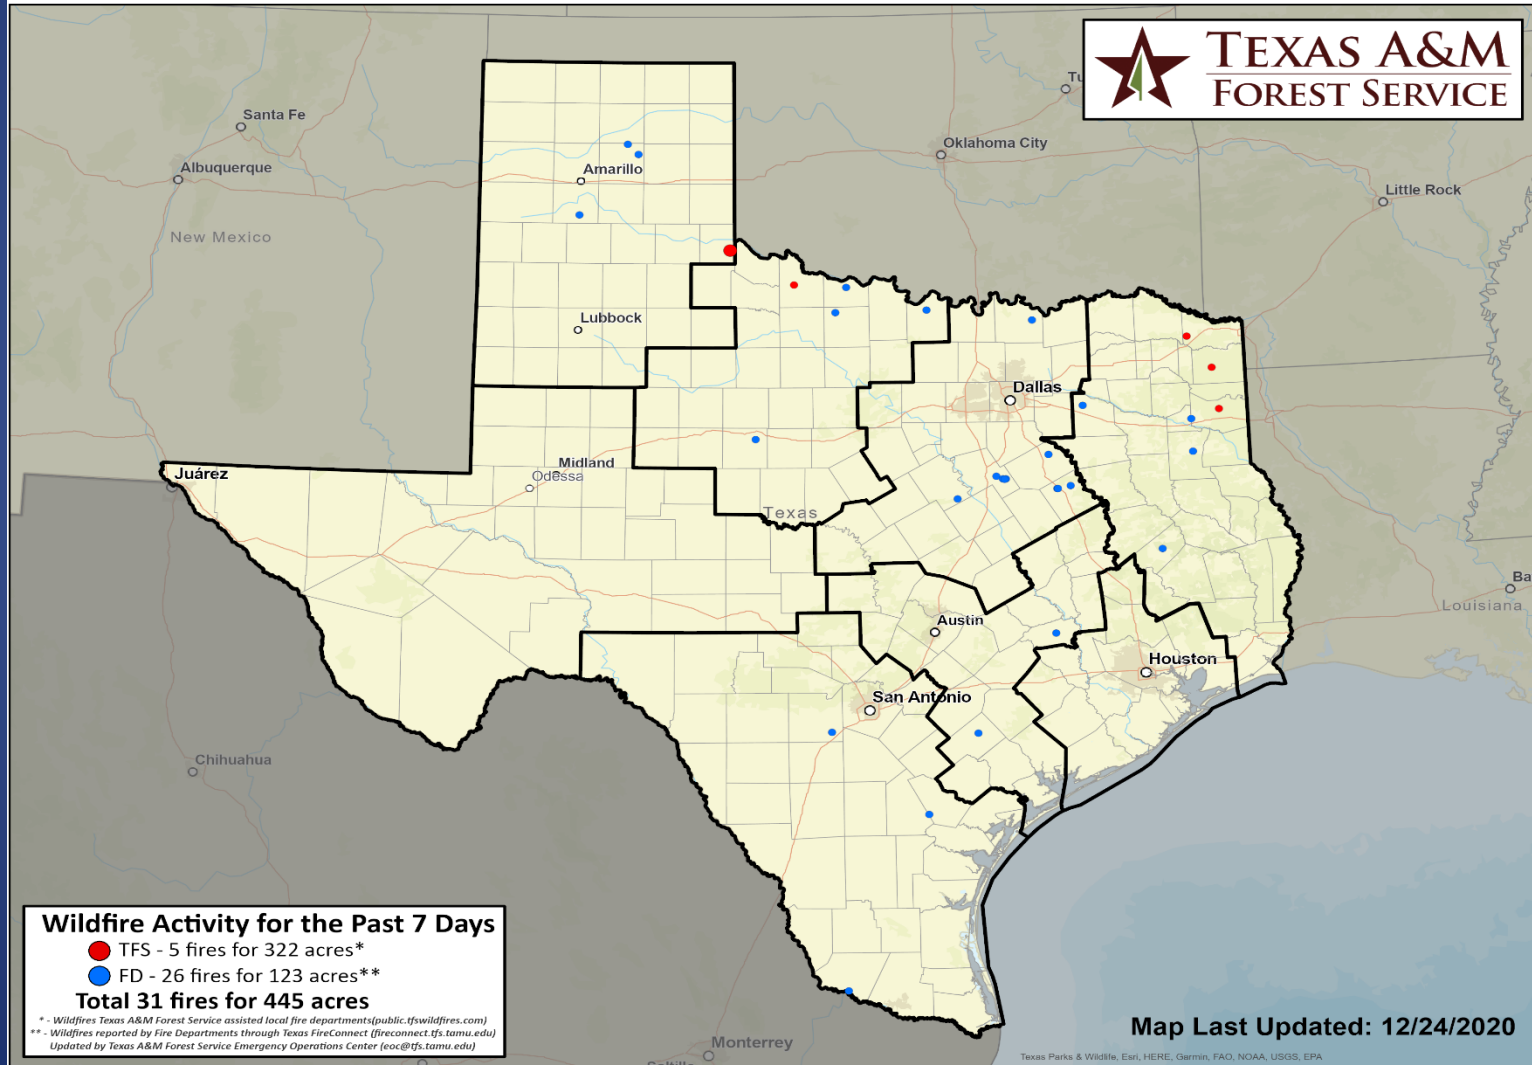 TEXAS A&M
FOREST SERVICE
Santa Fe
Oklahoma City
Albuquerque
Amarillo
Little Rock
New Mexico
Lubbock
Dallas
Juárez
Midland
Odessa
Texas
Louisiana
Austin
Houston
San Antonio
Chihuahua
Wildfire Activity for the Past 7 Days
TFS - 5 fires for 322 acres*
FD - 26 fires for 123 acres**
Total 31 fires for 445 acres
* - Wildfires Texas A&M Forest Service assisted local fire departments(public.tfswildfires.com)
** - Wildfires reported by Fire Departments through Texas FireConnect (fireconnect.tfs.tamu.edu)
Updated by Texas A&M Forest Service Emergency Operations Center (eoc@tfs.tamu.edu)
Monterrey
Map Last Updated: 12/24/2020
Texas Parks & Wildlife, Esri, HERE, Garmin, FAO, NOAA, USGS, EPA